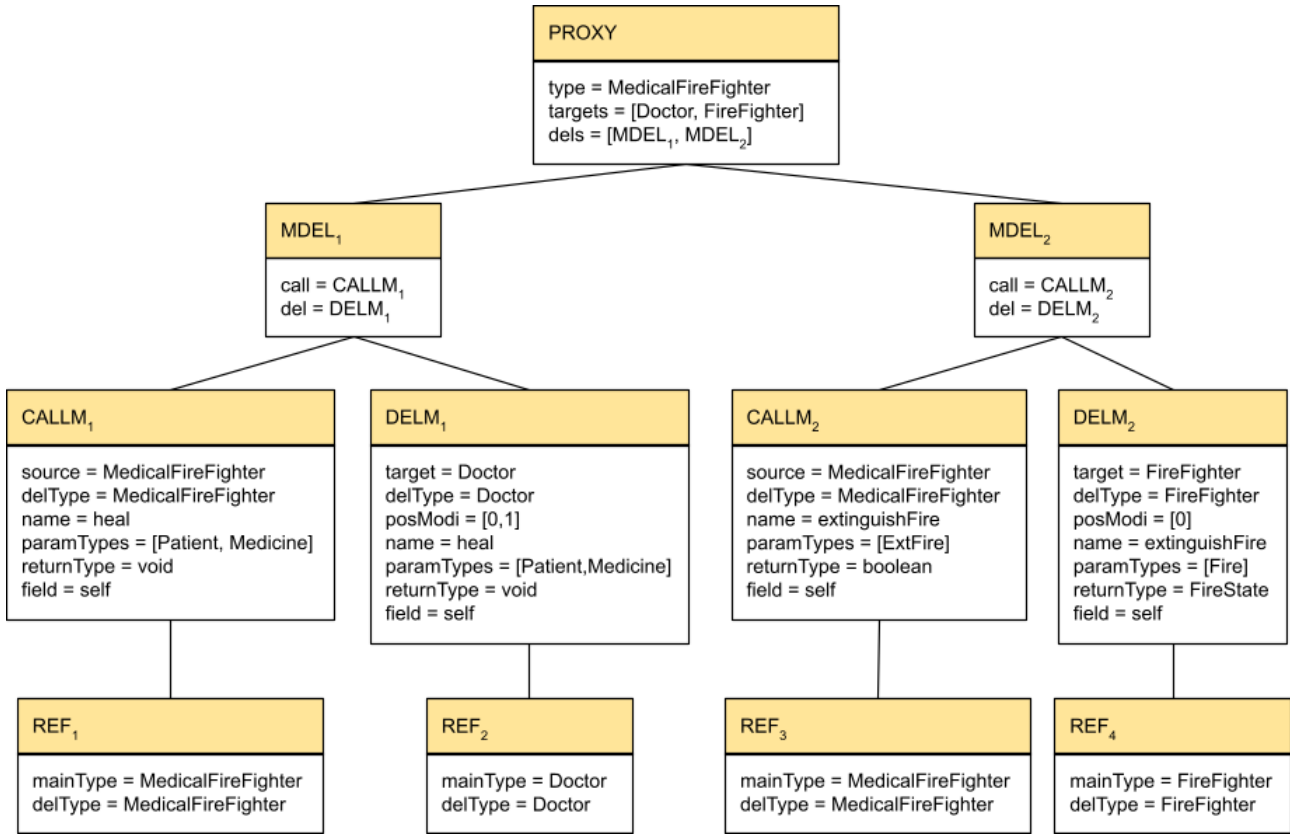 PROXY
type = MedicalFireFighter
targets = [Doctor, FireFighter]
dels = [MDEL₁, MDEL₂]
MDEL₁
call = CALLM₁
del = DELM₁
MDEL₂
call = CALLM₂
del = DELM₂
CALLM₁
source = MedicalFireFighter
delType = MedicalFireFighter
name = heal
paramTypes = [Patient, Medicine]
returnType = void
field = self
DELM₁
target = Doctor
delType = Doctor
posModi = [0,1]
name = heal
paramTypes = [Patient,Medicine]
returnType = void
field = self
CALLM₂
source = MedicalFireFighter
delType = MedicalFireFighter
name = extinguishFire
paramTypes = [ExtFire]
returnType = boolean
field = self
DELM₂
target = FireFighter
delType = FireFighter
posModi = [0]
name = extinguishFire
paramTypes = [Fire]
returnType = FireState
field = self
REF₁
mainType = MedicalFireFighter
delType = MedicalFireFighter
REF₂
mainType = Doctor
delType = Doctor
REF₃
mainType = MedicalFireFighter
delType = MedicalFireFighter
REF₄
mainType = FireFighter
delType = FireFighter